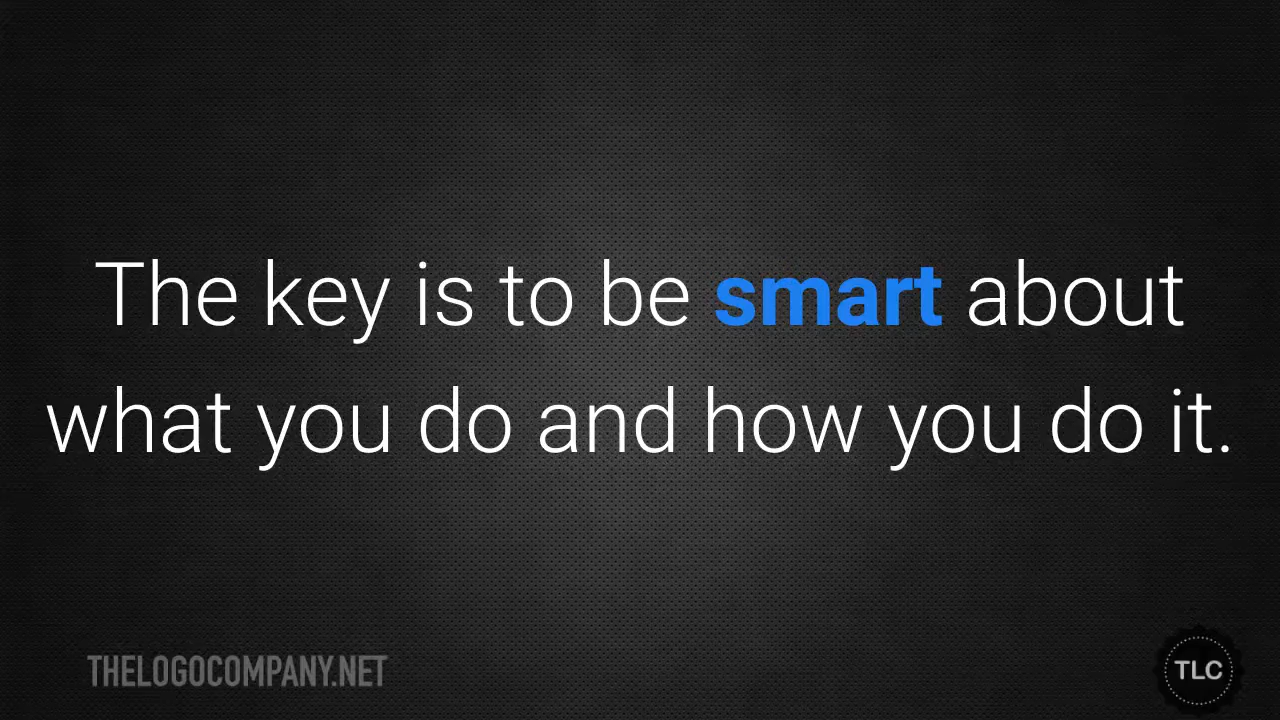 The key is to be smart about
what you do and how you do it.
THELOGOCOMPANY.NET
TLC